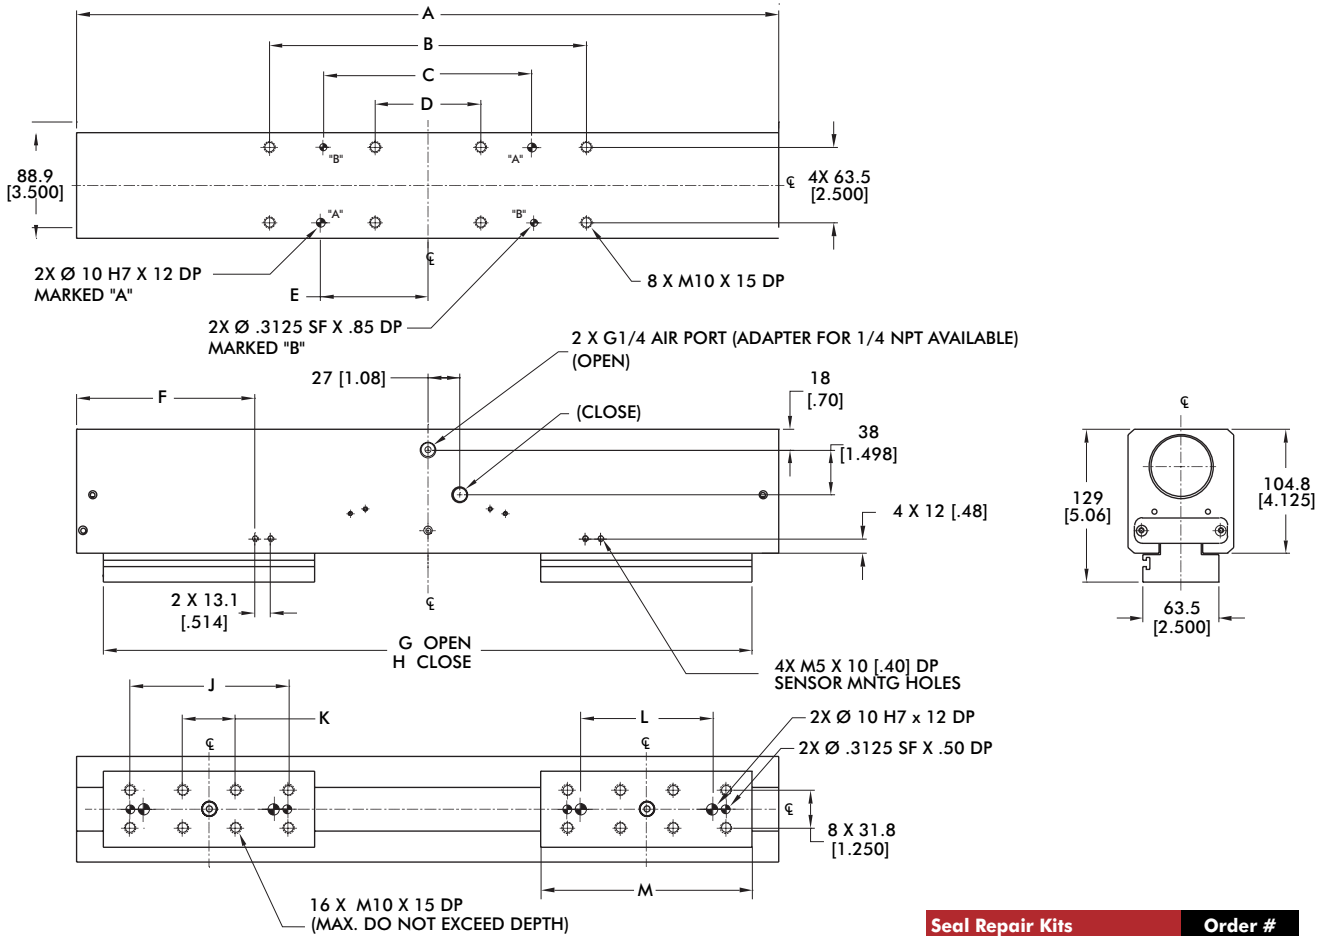 A
B
C
D
"B"
"A"
88.9
[3.500]
℄
4X 63.5
[2.500]
"A"
"B"
℄
2X Ø 10 H7 X 12 DP
MARKED "A"
E
8 X M10 X 15 DP
2X Ø .3125 SF X .85 DP
MARKED "B"
2 X G1/4 AIR PORT (ADAPTER FOR 1/4 NPT AVAILABLE)
(OPEN)
27 [1.08]
18
[.70]
F
(CLOSE)
38
[1.498]
℄
129
[5.06]
104.8
[4.125]
4 X 12 [.48]
2 X 13.1
[.514]
℄
63.5
[2.500]
G OPEN
H CLOSE
4X M5 X 10 [.40] DP
SENSOR MNTG HOLES
J
K
L
2X Ø 10 H7 x 12 DP
℄
℄
2X Ø .3125 SF X .50 DP
℄
8 X 31.8
[1.250]
M
16 X M10 X 15 DP
(MAX. DO NOT EXCEED DEPTH)
Seal Repair Kits
Order #